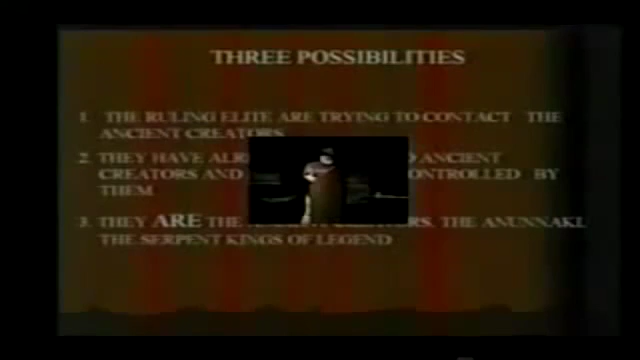 THREE POSSIBILITIES
1. THE RULING ELITE ARE TRYING TO CONTACT THE
ANCIENT CREATORS
2. THEY HAVE ANCIENT
CREATORS AND CONTROLLED BY
THEM
3. THEY ARE THE THE ANUNNAKI,
THE SERPENT KINGS OF LEGEND